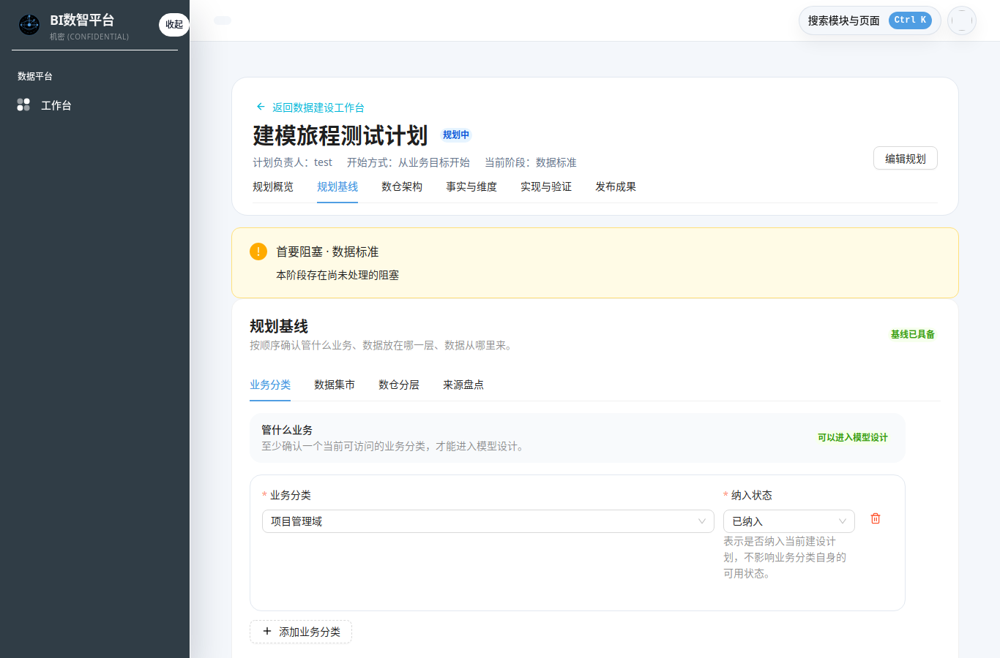 BI数智平台
机密 (CONFIDENTIAL)
收起
数据平台
工作台
搜索模块与页面 Ctrl K
返回数据建设工作台
建模旅程测试计划 规划中
计划负责人：test 开始方式：从业务目标开始 当前阶段：数据标准
编辑规划
规划概览 规划基线 数仓架构 事实与维度 实现与验证 发布成果
首要阻塞 · 数据标准
本阶段存在尚未处理的阻塞
规划基线
按顺序确认管什么业务、数据放在哪一层、数据从哪里来。
基线已具备
业务分类 数据集市 数仓分层 来源盘点
管什么业务
至少确认一个当前可访问的业务分类，才能进入模型设计。
可以进入模型设计
* 业务分类
项目管理域
* 纳入状态
已纳入
表示是否纳入当前建设计
划，不影响业务分类自身的
可用状态。
添加业务分类